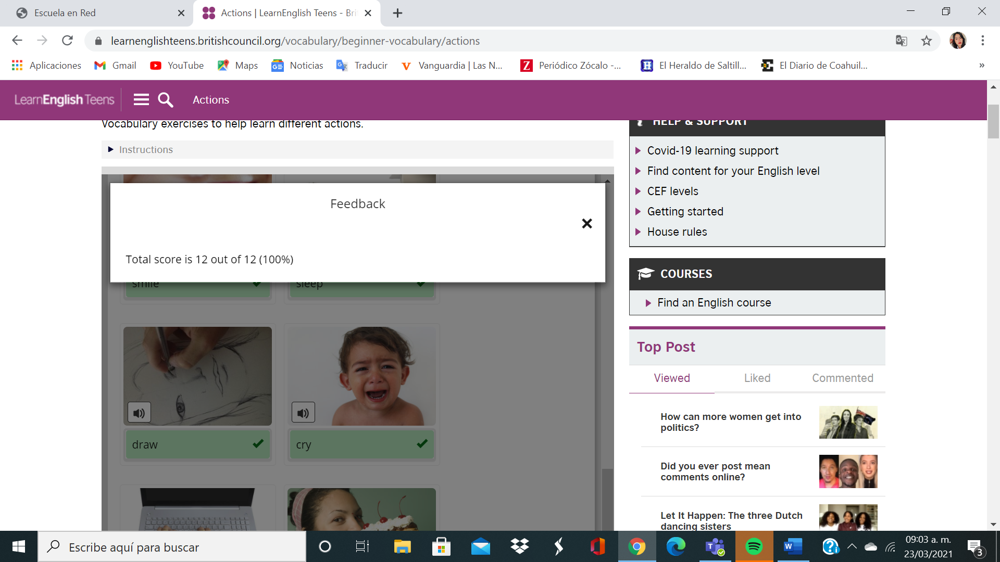 Escuela en Red
Actions | LearnEnglish Teens - Bri
learnenglishteens.britishcouncil.org/vocabulary/beginner-vocabulary/actions
Aplicaciones
Gmail
YouTube
Maps
Noticias
Traducir
Vanguardia | Las N...
Periódico Zócalo -...
El Heraldo de Saltill...
El Diario de Coahuil...
»
LearnEnglish Teens
Actions
Vocabulary exercises to help learn different actions.
Instructions
Feedback
Total score is 12 out of 12 (100%)
smile
sleep
draw
cry
HELP & SUPPORT
Covid-19 learning support
Find content for your English level
CEF levels
Getting started
House rules
COURSES
Find an English course
Top Post
Viewed
Liked
Commented
How can more women get into
politics?
Did you ever post mean
comments online?
Let It Happen: The three Dutch
dancing sisters
Escribe aquí para buscar
09:03 a. m.
23/03/2021
3